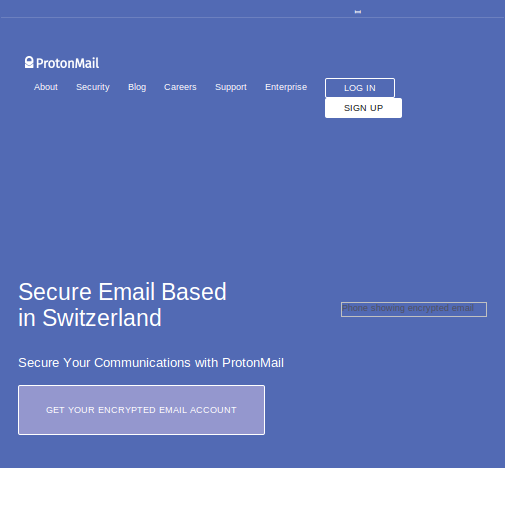 ProtonMail
About Security Blog Careers Support Enterprise LOG IN
SIGN UP
Secure Email Based
in Switzerland
Phone showing encrypted email
Secure Your Communications with ProtonMail
GET YOUR ENCRYPTED EMAIL ACCOUNT